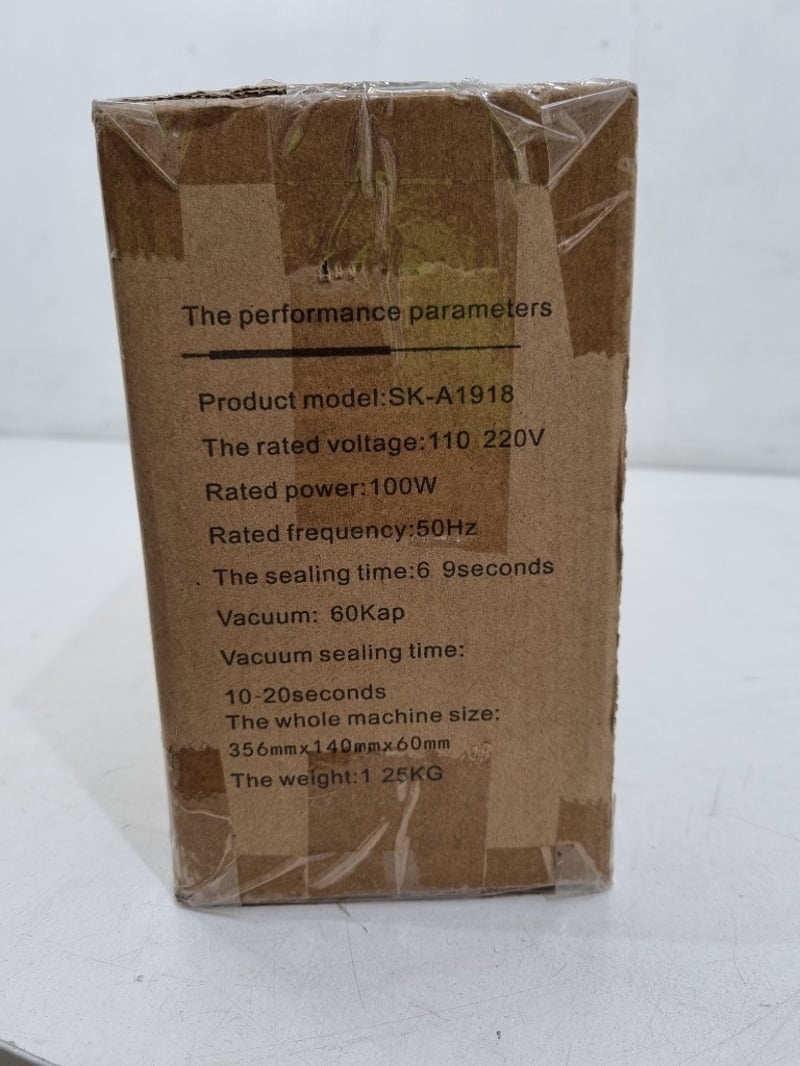 The performance parameters
Product model:SK-A1918
The rated voltage:110 220V
Rated power:100W
Rated frequency:50Hz
The sealing time:6 9seconds
Vacuum: 60Kap
Vacuum sealing time:
10-20seconds
The whole machine size:
356mmx140mmx60mm
The weight:1 25KG